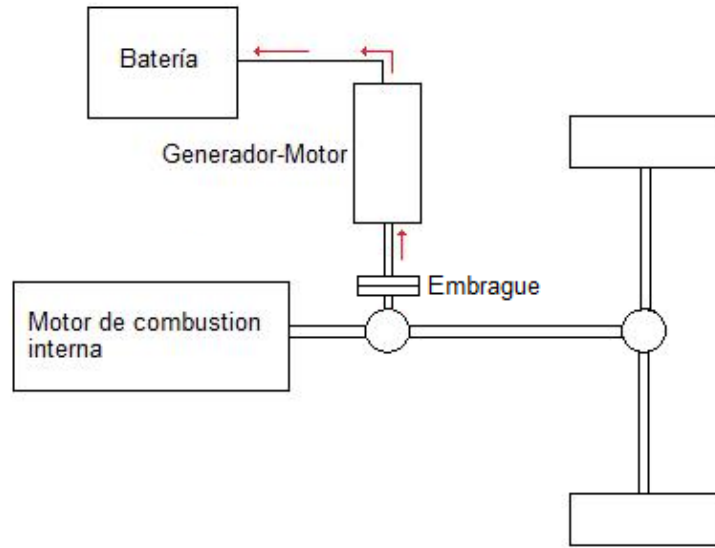 Batería
Generador-Motor
Embrague
Motor de combustion
interna